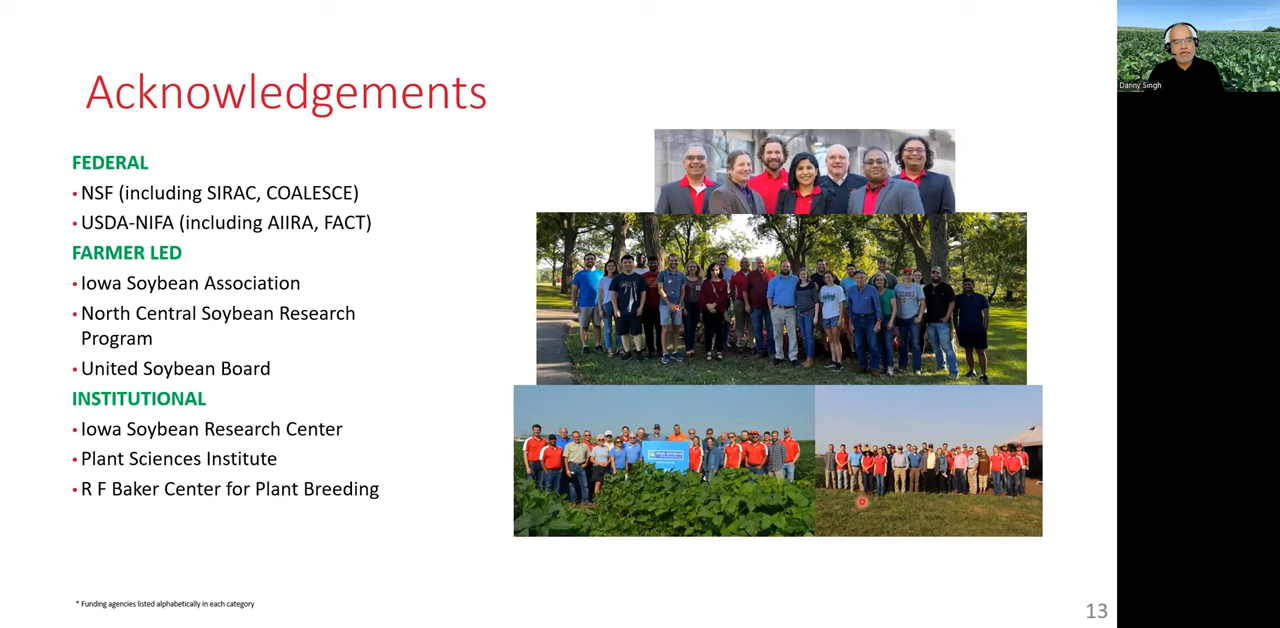 Acknowledgements
FEDERAL
• NSF (including SIRAC, COALESCE)
• USDA-NIFA (including AIIRA, FACT)
FARMER LED
• Iowa Soybean Association
• North Central Soybean Research
Program
• United Soybean Board
INSTITUTIONAL
• Iowa Soybean Research Center
• Plant Sciences Institute
• R F Baker Center for Plant Breeding
* Funding agencies listed alphabetically in each category
13
Danny Singh